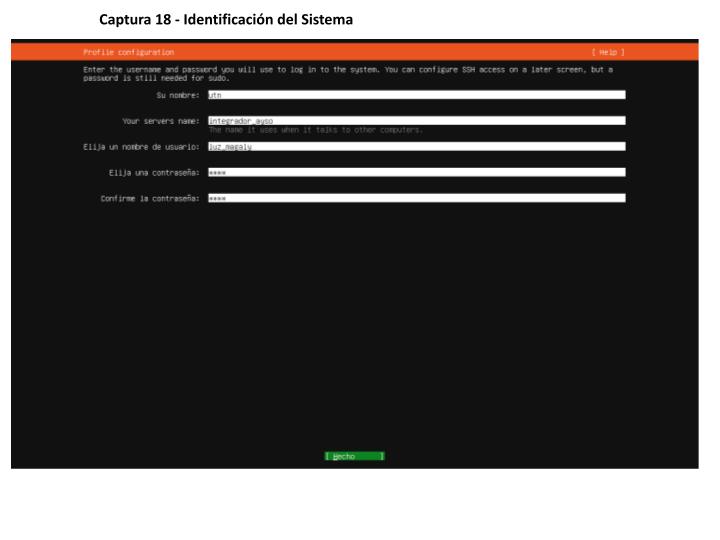 Captura 18 - Identificación del Sistema
Profile configuration [ Help ]
Enter the username and password you will use to log in to the system. You can configure SSH access on a later screen, but a
password is still needed for sudo.
Su nombre: utn
Your servers name: integrador_ayso
The name it uses when it talks to other computers.
Elija un nombre de usuario: luz_magaly
Elija una contraseña: ****
Confirme la contraseña: ****
[ Hecho ]